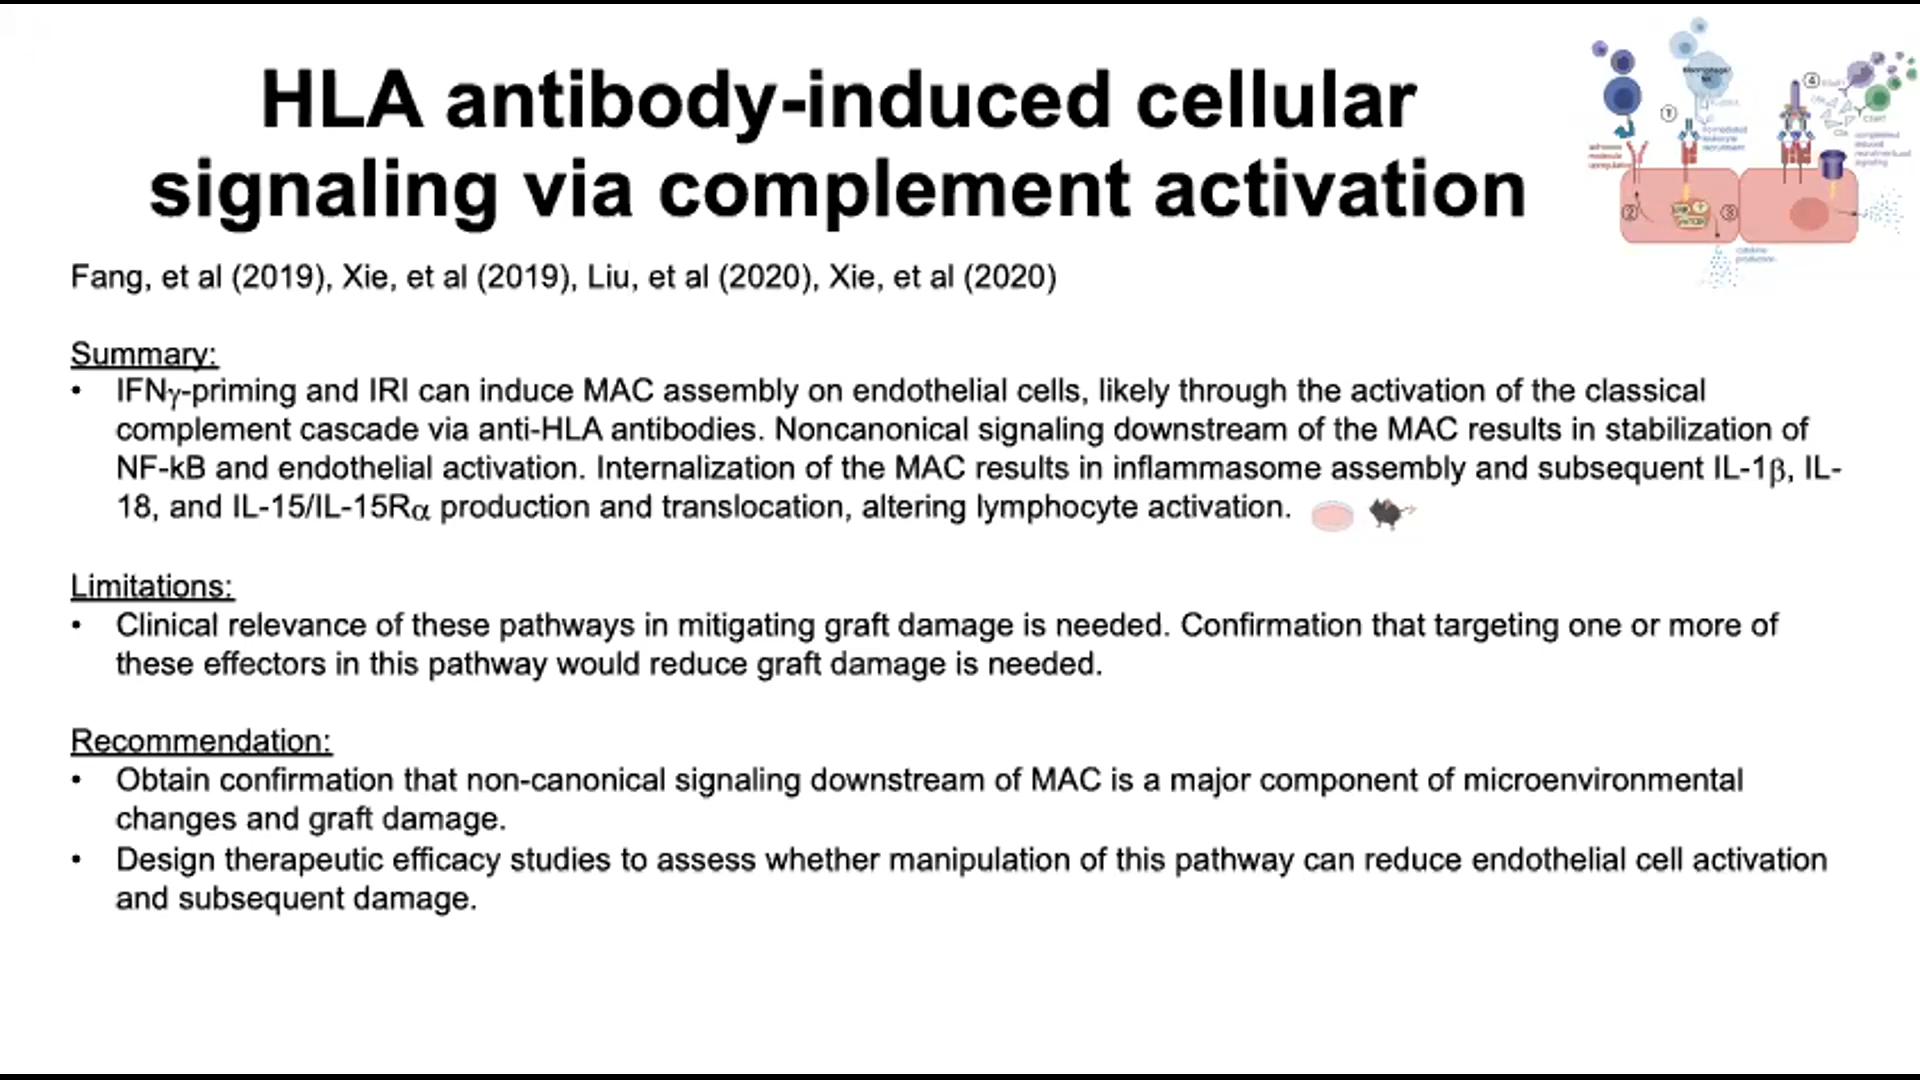 HLA antibody-induced cellular
signaling via complement activation
Fang, et al (2019), Xie, et al (2019), Liu, et al (2020), Xie, et al (2020)
Summary:
• IFNγ-priming and IRI can induce MAC assembly on endothelial cells, likely through the activation of the classical
complement cascade via anti-HLA antibodies. Noncanonical signaling downstream of the MAC results in stabilization of
NF-kB and endothelial activation. Internalization of the MAC results in inflammasome assembly and subsequent IL-1β, IL-
18, and IL-15/IL-15Rα production and translocation, altering lymphocyte activation.
Limitations:
• Clinical relevance of these pathways in mitigating graft damage is needed. Confirmation that targeting one or more of
these effectors in this pathway would reduce graft damage is needed.
Recommendation:
• Obtain confirmation that non-canonical signaling downstream of MAC is a major component of microenvironmental
changes and graft damage.
• Design therapeutic efficacy studies to assess whether manipulation of this pathway can reduce endothelial cell activation
and subsequent damage.
1
4
2
3
cytokine
production